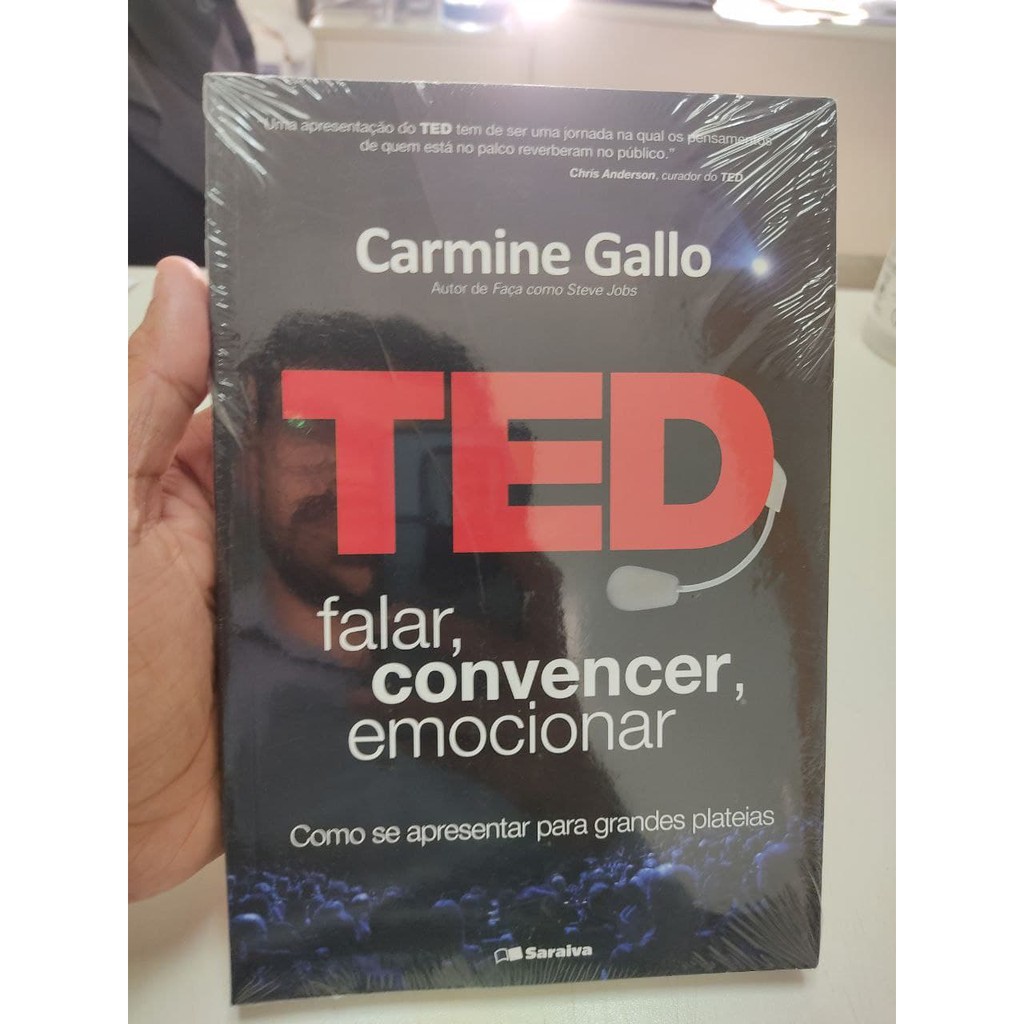 "Uma apresentação do TED tem de ser uma jornada na qual os pensamentos
de quem está no palco reverberam no público."
Chris Anderson, curador do TED
Carmine Gallo
Autor de Faça como Steve Jobs
TED
falar,
convencer,
emocionar
Como se apresentar para grandes plateias
Saraiva